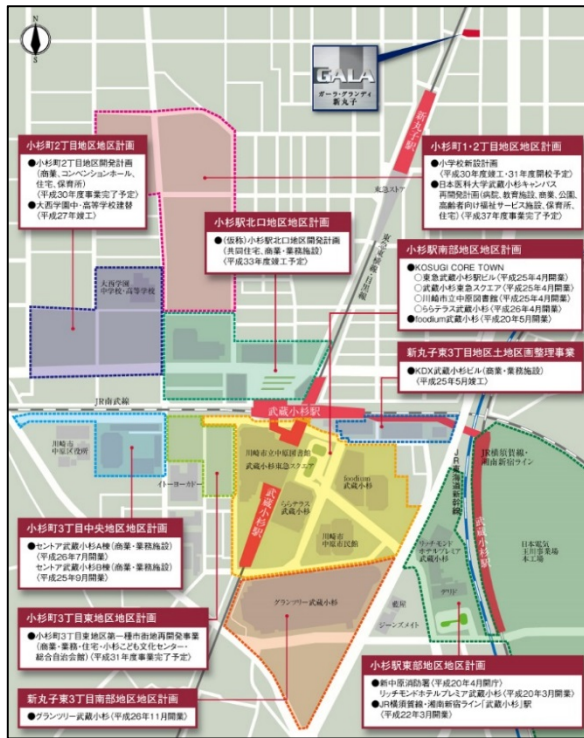 N
S
GALA
ガーラ・グランディ
新丸子
新丸子駅
東急ストア
東急東横線・目黒線
小杉町2丁目地区地区計画
●小杉町2丁目地区開発計画
(商業、コンベンションホール、
住宅、保育所)
(平成30年度事業完了予定)
●大西学園中・高等学校建替
(平成27年竣工)
小杉町1・2丁目地区地区計画
●小学校新設計画
(平成30年度竣工・31年度開校予定)
●日本医科大学武蔵小杉キャンパス
再開発計画(病院、教育施設、商業、公園、
高齢者向け福祉サービス施設、保育所、
住宅)(平成37年度事業完了予定)
小杉駅北口地区地区計画
●(仮称)小杉駅北口地区開発計画
(共同住宅、商業・業務施設)
(平成33年度竣工予定)
小杉駅南部地区地区計画
●KOSUGI CORE TOWN
○東急武蔵小杉駅ビル(平成25年4月開業)
○武蔵小杉東急スクエア(平成25年4月開業)
○川崎市立中原図書館(平成25年4月開業)
○ららテラス武蔵小杉(平成26年4月開業)
●foodium武蔵小杉(平成20年5月開業)
大西学園
中学校・高等学校
新丸子東3丁目地区土地区画整理事業
●KDX武蔵小杉ビル(商業・業務施設)
(平成25年5月竣工)
JR南武線
武蔵小杉駅
川崎市
中原区役所
イトーヨーカドー
川崎市立中原図書館
武蔵小杉東急スクエア
foodium
武蔵小杉
ららテラス
武蔵小杉
武蔵小杉駅
川崎市
中原市民館
JR横須賀線・
湘南新宿ライン
武蔵小杉駅
リッチモンド
ホテルプレミア
武蔵小杉
日本電気
玉川事業場
本工場
デリド
小杉町3丁目中央地区地区計画
●セントア武蔵小杉A棟(商業・業務施設)
(平成26年7月開業)
セントア武蔵小杉B棟(商業・業務施設)
(平成25年9月開業)
小杉町3丁目東地区地区計画
●小杉町3丁目東地区第一種市街地再開発事業
(商業・業務・住宅・小杉こども文化センター・
総合自治会館)(平成31年度事業完了予定)
グランツリー武蔵小杉
藍屋
ジーンズメイト
新丸子東3丁目南部地区地区計画
●グランツリー武蔵小杉(平成26年11月開業)
小杉駅東部地区地区計画
●新中原消防署(平成20年4月開庁)
リッチモンドホテルプレミア武蔵小杉(平成20年3月開業)
●JR横須賀線・湘南新宿ライン「武蔵小杉」駅
(平成22年3月開業)